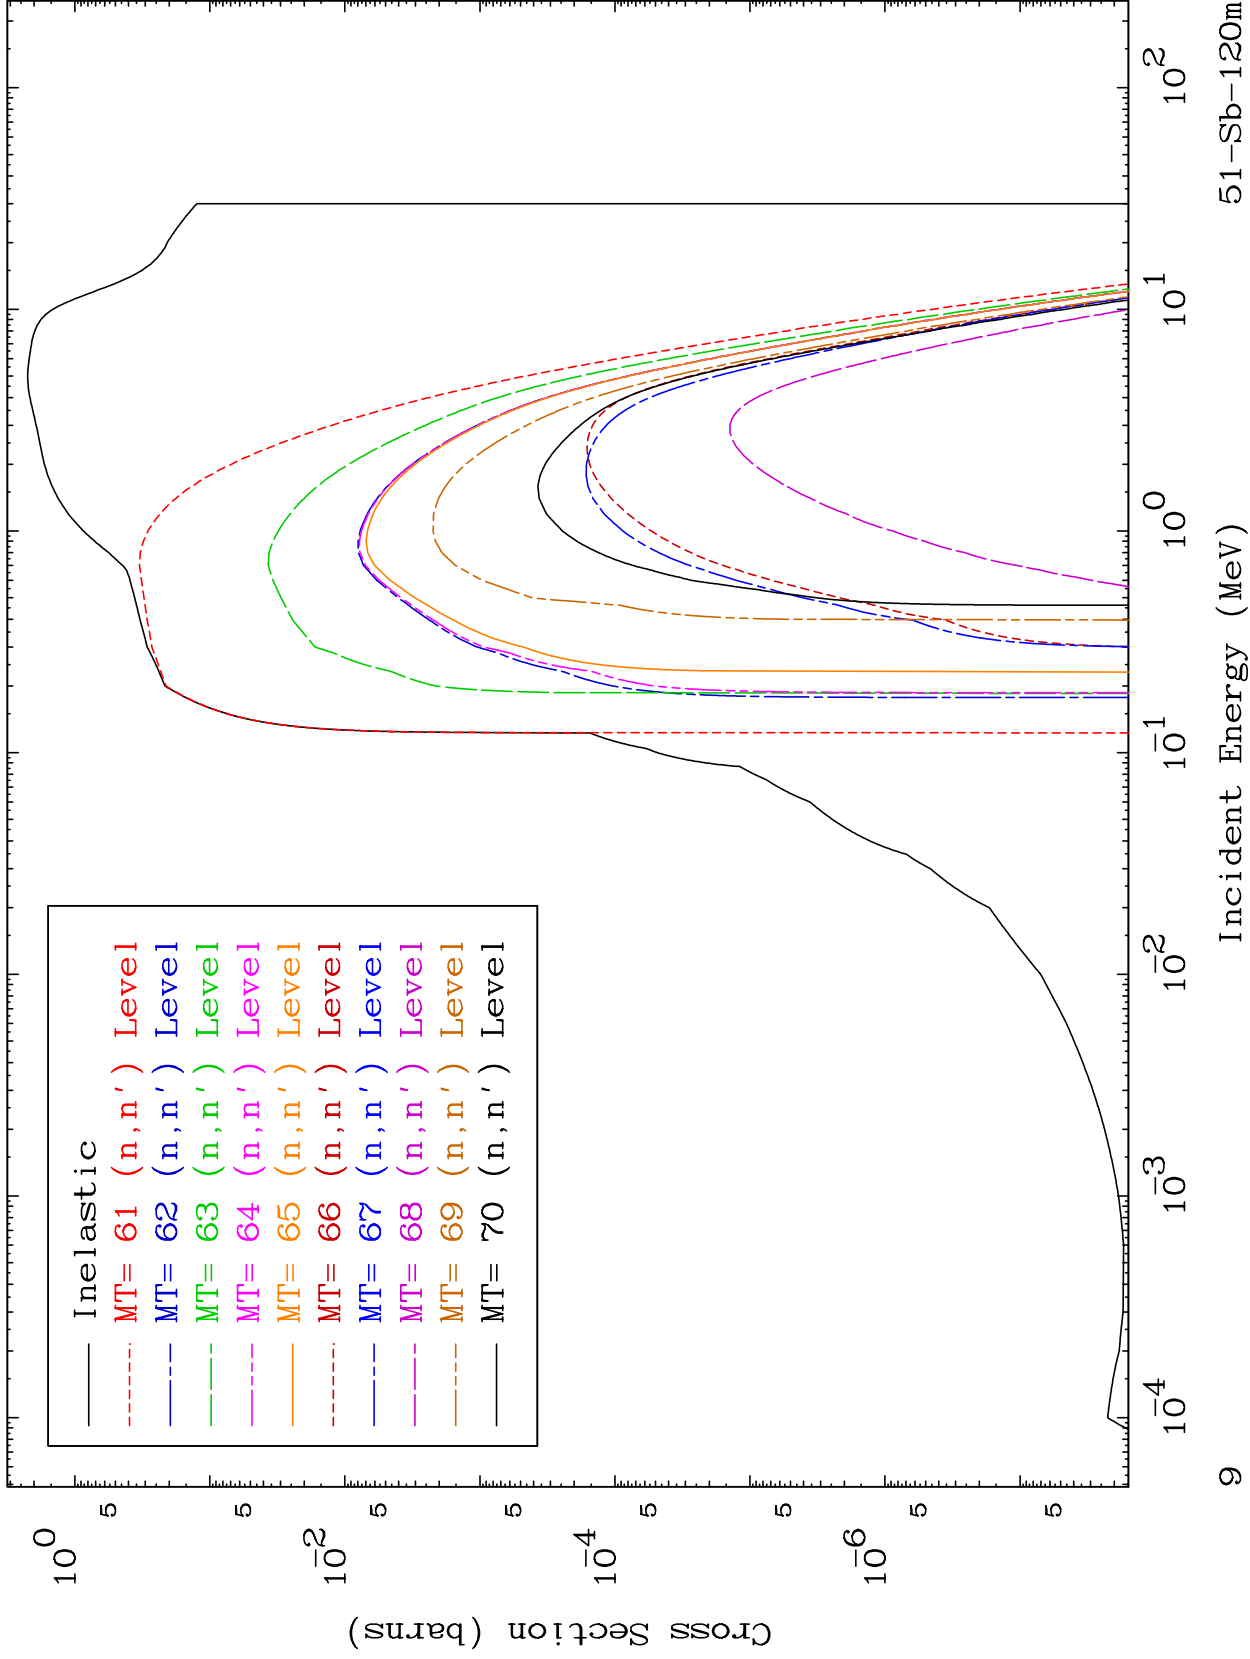 Inelastic
MT= 61 (n,n') Level
MT= 62 (n,n') Level
MT= 63 (n,n') Level
MT= 64 (n,n') Level
MT= 65 (n,n') Level
MT= 66 (n,n') Level
MT= 67 (n,n') Level
MT= 68 (n,n') Level
MT= 69 (n,n') Level
MT= 70 (n,n') Level
Cross Section (barns)
10^0
5
5
10^-2
5
5
10^-4
5
5
10^-6
5
5
10^-4
10^-3
10^-2
10^-1
10^0
10^1
10^2
9
Incident Energy (MeV)
51-Sb-120m